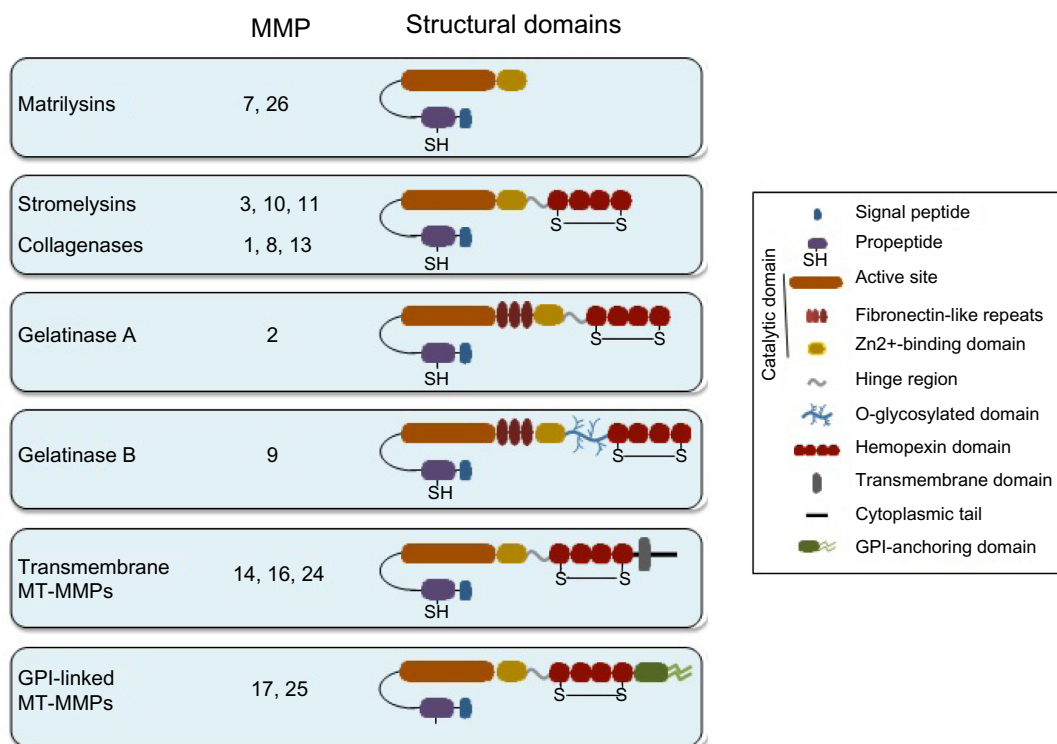 MMP Structural domains
Matrilysins 7, 26
SH
Stromelysins 3, 10, 11
S S
Collagenases 1, 8, 13
SH
Gelatinase A 2
S S
SH
Gelatinase B 9
S S
SH
Transmembrane
MT-MMPs
14, 16, 24
S S
SH
GPI-linked
MT-MMPs
17, 25
S S
Catalytic domain
Signal peptide
Propeptide
SH
Active site
Fibronectin-like repeats
Zn2+-binding domain
Hinge region
O-glycosylated domain
Hemopexin domain
Transmembrane domain
Cytoplasmic tail
GPI-anchoring domain